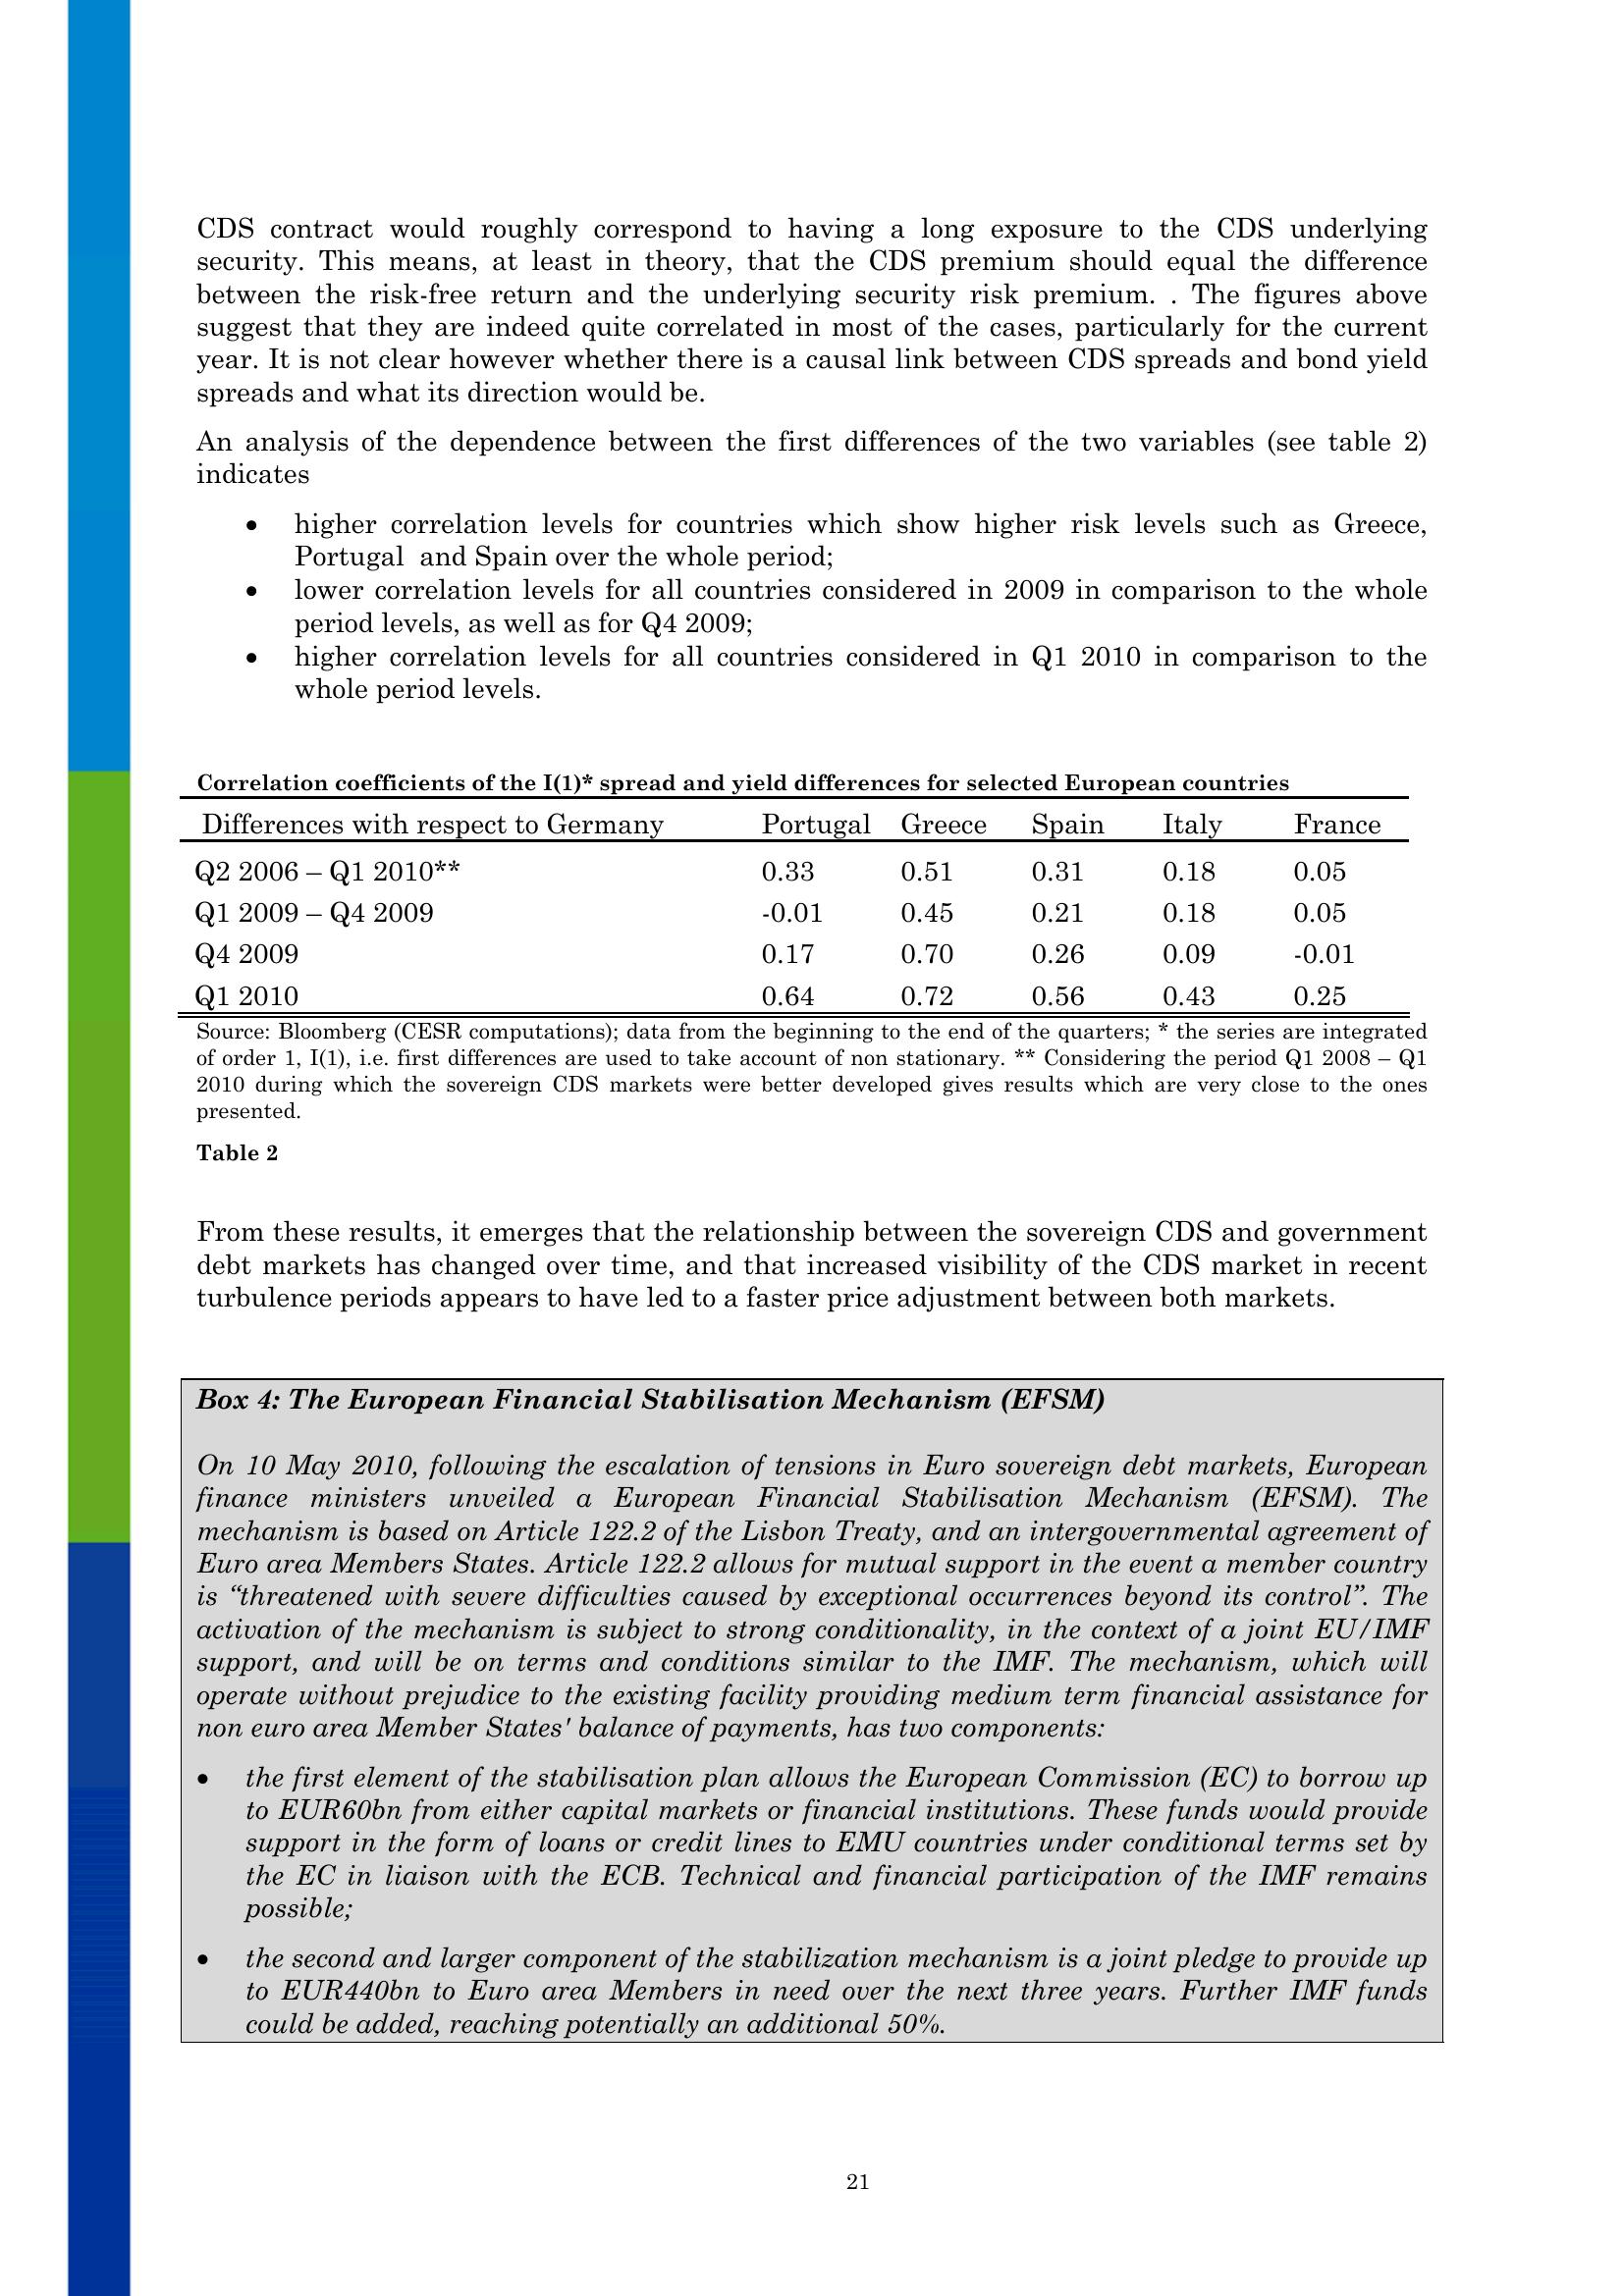 CDS contract would roughly correspond to having a long exposure to the CDS underlying
security. This means, at least in theory, that the CDS premium should equal the difference
between the risk-free return and the underlying security risk premium. . The figures above
suggest that they are indeed quite correlated in most of the cases, particularly for the current
year. It is not clear however whether there is a causal link between CDS spreads and bond yield
spreads and what its direction would be.
An analysis of the dependence between the first differences of the two variables (see table 2)
indicates
• higher correlation levels for countries which show higher risk levels such as Greece,
Portugal and Spain over the whole period;
• lower correlation levels for all countries considered in 2009 in comparison to the whole
period levels, as well as for Q4 2009;
• higher correlation levels for all countries considered in Q1 2010 in comparison to the
whole period levels.
Correlation coefficients of the I(1)* spread and yield differences for selected European countries
Differences with respect to Germany Portugal Greece Spain Italy France
Q2 2006 – Q1 2010** 0.33 0.51 0.31 0.18 0.05
Q1 2009 – Q4 2009 -0.01 0.45 0.21 0.18 0.05
Q4 2009 0.17 0.70 0.26 0.09 -0.01
Q1 2010 0.64 0.72 0.56 0.43 0.25
Source: Bloomberg (CESR computations); data from the beginning to the end of the quarters; * the series are integrated
of order 1, I(1), i.e. first differences are used to take account of non stationary. ** Considering the period Q1 2008 – Q1
2010 during which the sovereign CDS markets were better developed gives results which are very close to the ones
presented.
Table 2
From these results, it emerges that the relationship between the sovereign CDS and government
debt markets has changed over time, and that increased visibility of the CDS market in recent
turbulence periods appears to have led to a faster price adjustment between both markets.
Box 4: The European Financial Stabilisation Mechanism (EFSM)
On 10 May 2010, following the escalation of tensions in Euro sovereign debt markets, European
finance ministers unveiled a European Financial Stabilisation Mechanism (EFSM). The
mechanism is based on Article 122.2 of the Lisbon Treaty, and an intergovernmental agreement of
Euro area Members States. Article 122.2 allows for mutual support in the event a member country
is “threatened with severe difficulties caused by exceptional occurrences beyond its control”. The
activation of the mechanism is subject to strong conditionality, in the context of a joint EU/IMF
support, and will be on terms and conditions similar to the IMF. The mechanism, which will
operate without prejudice to the existing facility providing medium term financial assistance for
non euro area Member States' balance of payments, has two components:
• the first element of the stabilisation plan allows the European Commission (EC) to borrow up
to EUR60bn from either capital markets or financial institutions. These funds would provide
support in the form of loans or credit lines to EMU countries under conditional terms set by
the EC in liaison with the ECB. Technical and financial participation of the IMF remains
possible;
• the second and larger component of the stabilization mechanism is a joint pledge to provide up
to EUR440bn to Euro area Members in need over the next three years. Further IMF funds
could be added, reaching potentially an additional 50%.
21